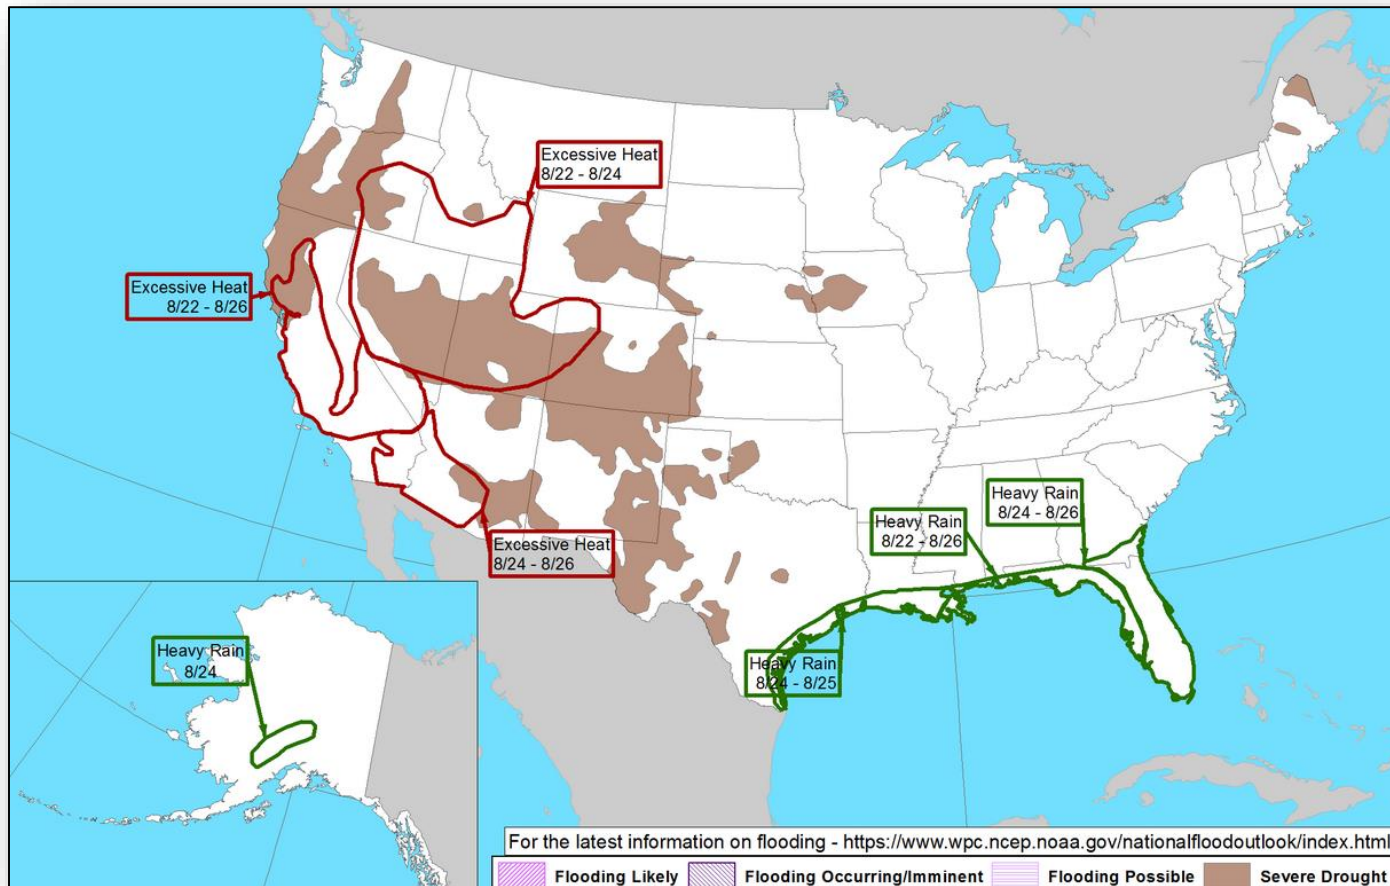 Excessive Heat
8/22 - 8/24
Excessive Heat
8/22 - 8/26
Heavy Rain
8/24 - 8/26
Heavy Rain
8/22 - 8/26
Excessive Heat
8/24 - 8/26
Heavy Rain
8/24
Heavy Rain
8/24 - 8/25
For the latest information on flooding - https://www.wpc.ncep.noaa.gov/nationalfloodoutlook/index.html
Flooding Likely
Flooding Occurring/Imminent
Flooding Possible
Severe Drought